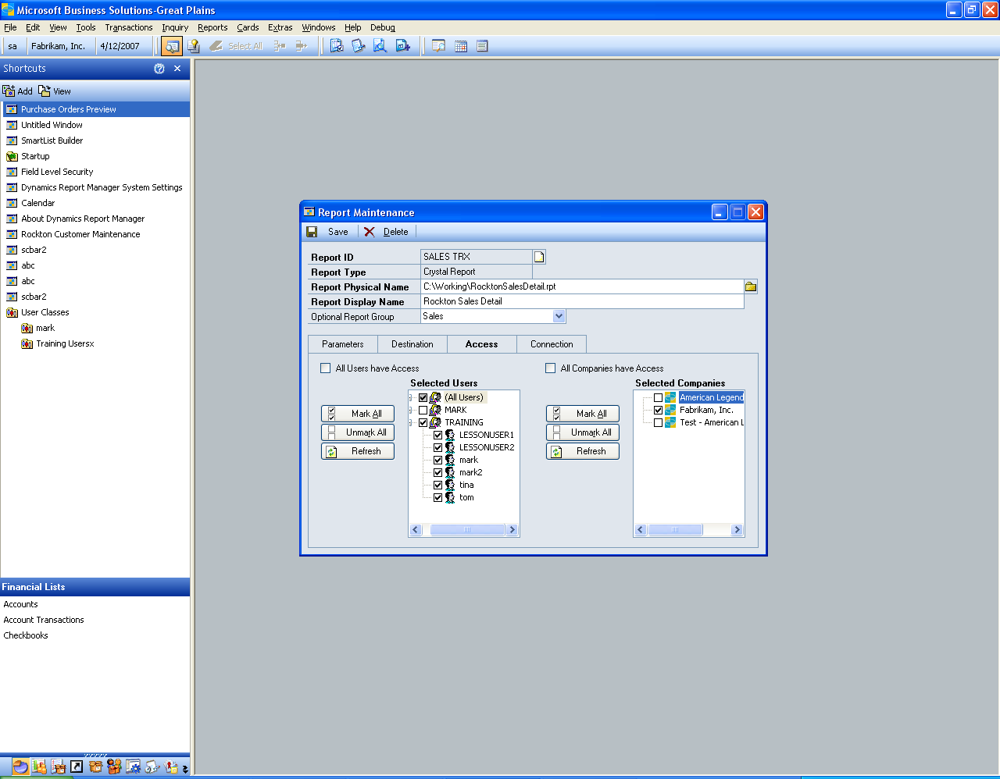 Microsoft Business Solutions-Great Plains
File Edit View Tools Transactions Inquiry Reports Cards Extras Windows Help Debug
sa Fabrikam, Inc. 4/12/2007 Select All
Shortcuts
Add View
Purchase Orders Preview
Untitled Window
SmartList Builder
Startup
Field Level Security
Dynamics Report Manager System Settings
Calendar
About Dynamics Report Manager
Rockton Customer Maintenance
scbar2
abc
abc
scbar2
User Classes
mark
Training Usersx
Financial Lists
Accounts
Account Transactions
Checkbooks
Report Maintenance
Save Delete
Report ID SALES TRX
Report Type Crystal Report
Report Physical Name C:\Working\RocktonSalesDetail.rpt
Report Display Name Rockton Sales Detail
Optional Report Group Sales
Parameters Destination Access Connection
All Users have Access
Selected Users
Mark All
Unmark All
Refresh
(All Users)
MARK
TRAINING
LESSONUSER1
LESSONUSER2
mark
mark2
tina
tom
All Companies have Access
Selected Companies
Mark All
Unmark All
Refresh
American Legend
Fabrikam, Inc.
Test - American L